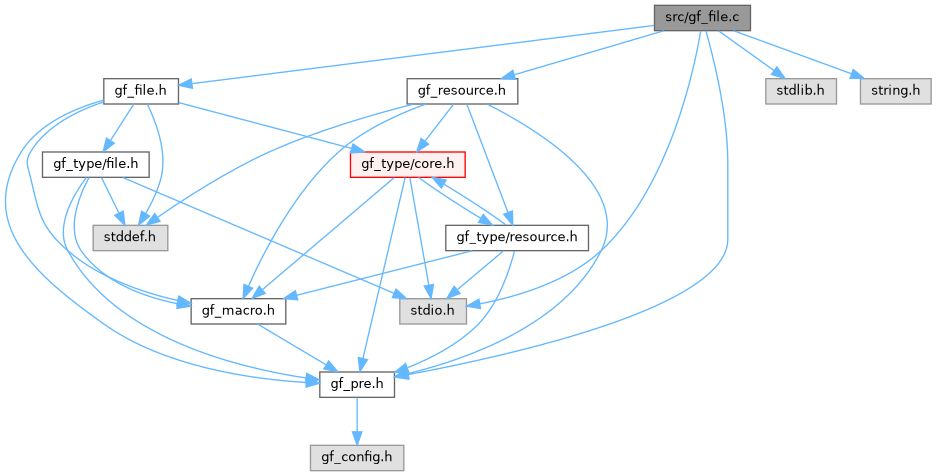 src/gf_file.c
gf_file.h
gf_resource.h
stdlib.h
string.h
gf_type/file.h
gf_type/core.h
stddef.h
gf_type/resource.h
gf_macro.h
stdio.h
gf_pre.h
gf_config.h